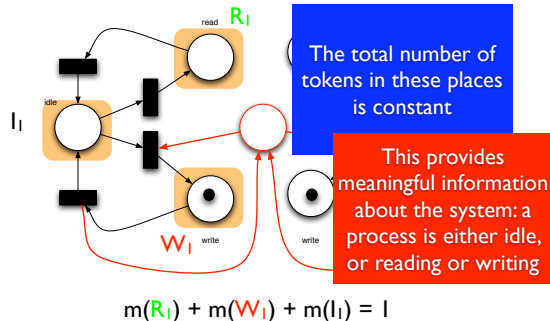 read
R₁
The total number of
tokens in these places
is constant
idle
I₁
This provides
meaningful information
about the system: a
process is either idle,
or reading or writing
W₁
write
write
m(R₁) + m(W₁) + m(I₁) = 1